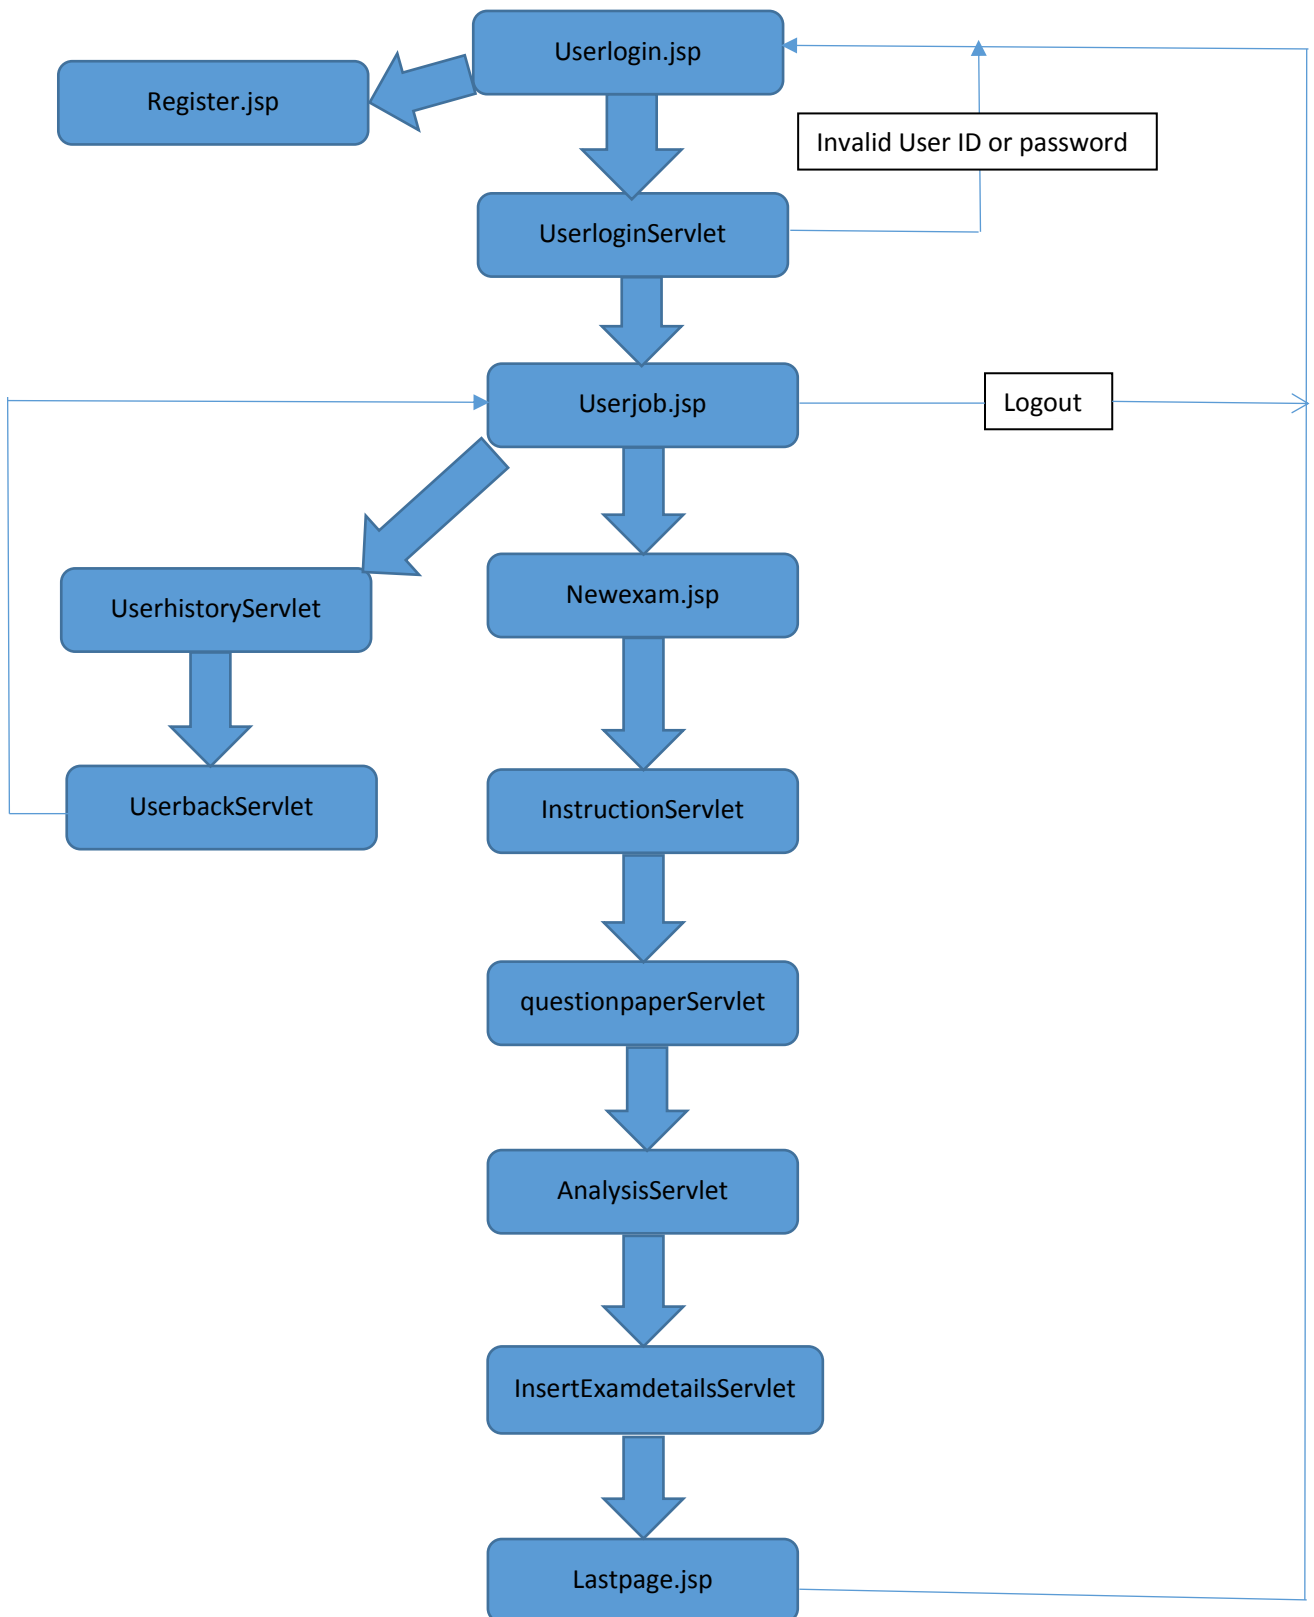 Userlogin.jsp
Register.jsp
Invalid User ID or password
UserloginServlet
Userjob.jsp
Logout
UserhistoryServlet
Newexam.jsp
UserbackServlet
InstructionServlet
questionpaperServlet
AnalysisServlet
InsertExamdetailsServlet
Lastpage.jsp